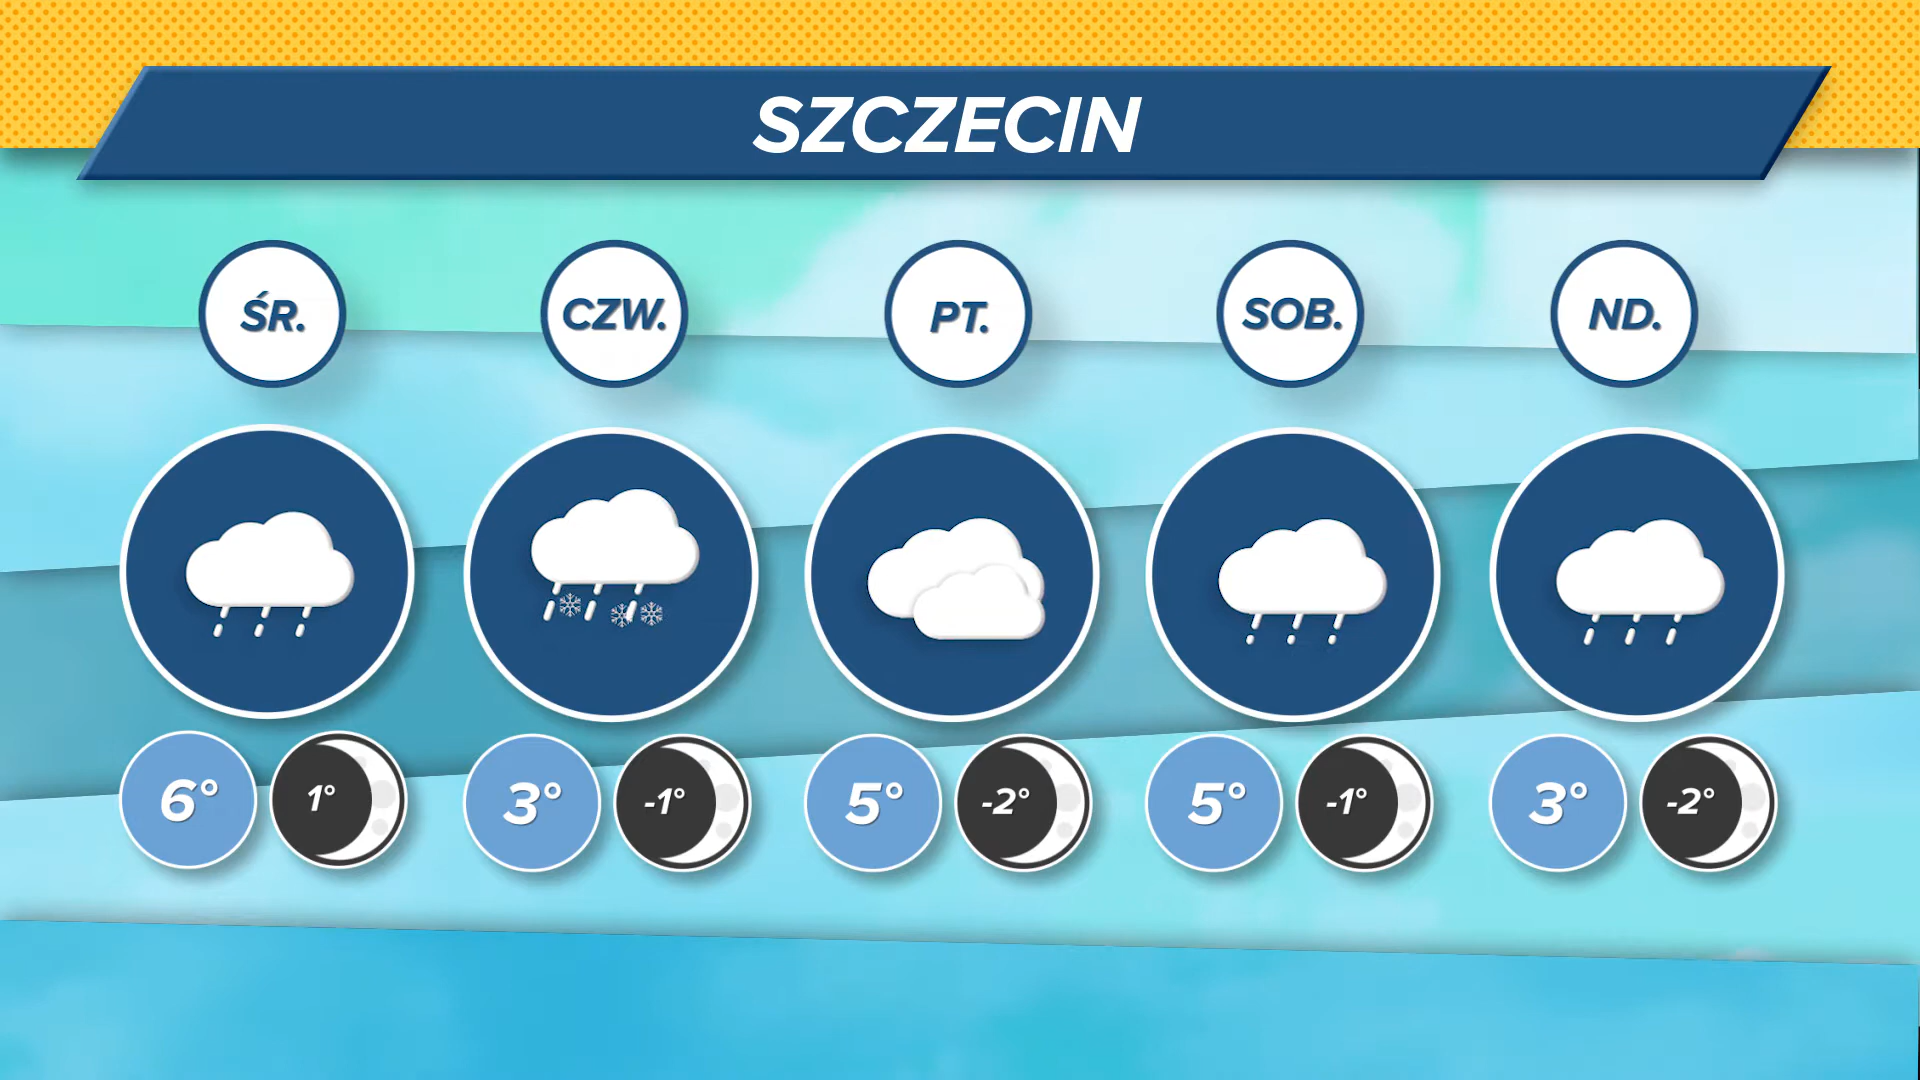 SZCZECIN
ŚR. CZW. PT. SOB. ND.
6° 1° 3° -1° 5° -2° 5° -1° 3° -2°